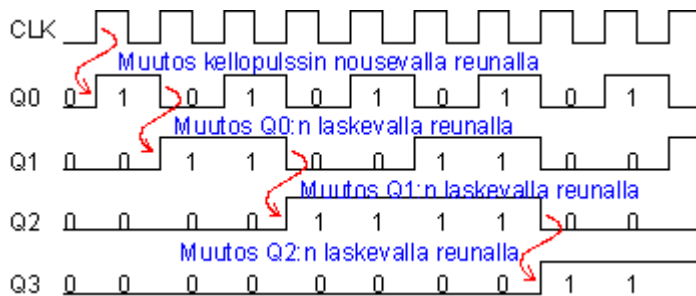 CLK
Muutos kellopulssin nousevalla reunalla
Q0 0 1 0 1 0 1 0 1 0 1
Muutos Q0:n laskevalla reunalla
Q1 0 0 1 1 0 0 1 1 0 0
Muutos Q1:n laskevalla reunalla
Q2 0 0 0 0 1 1 1 1 0 0
Muutos Q2:n laskevalla reunalla
Q3 0 0 0 0 0 0 0 0 1 1